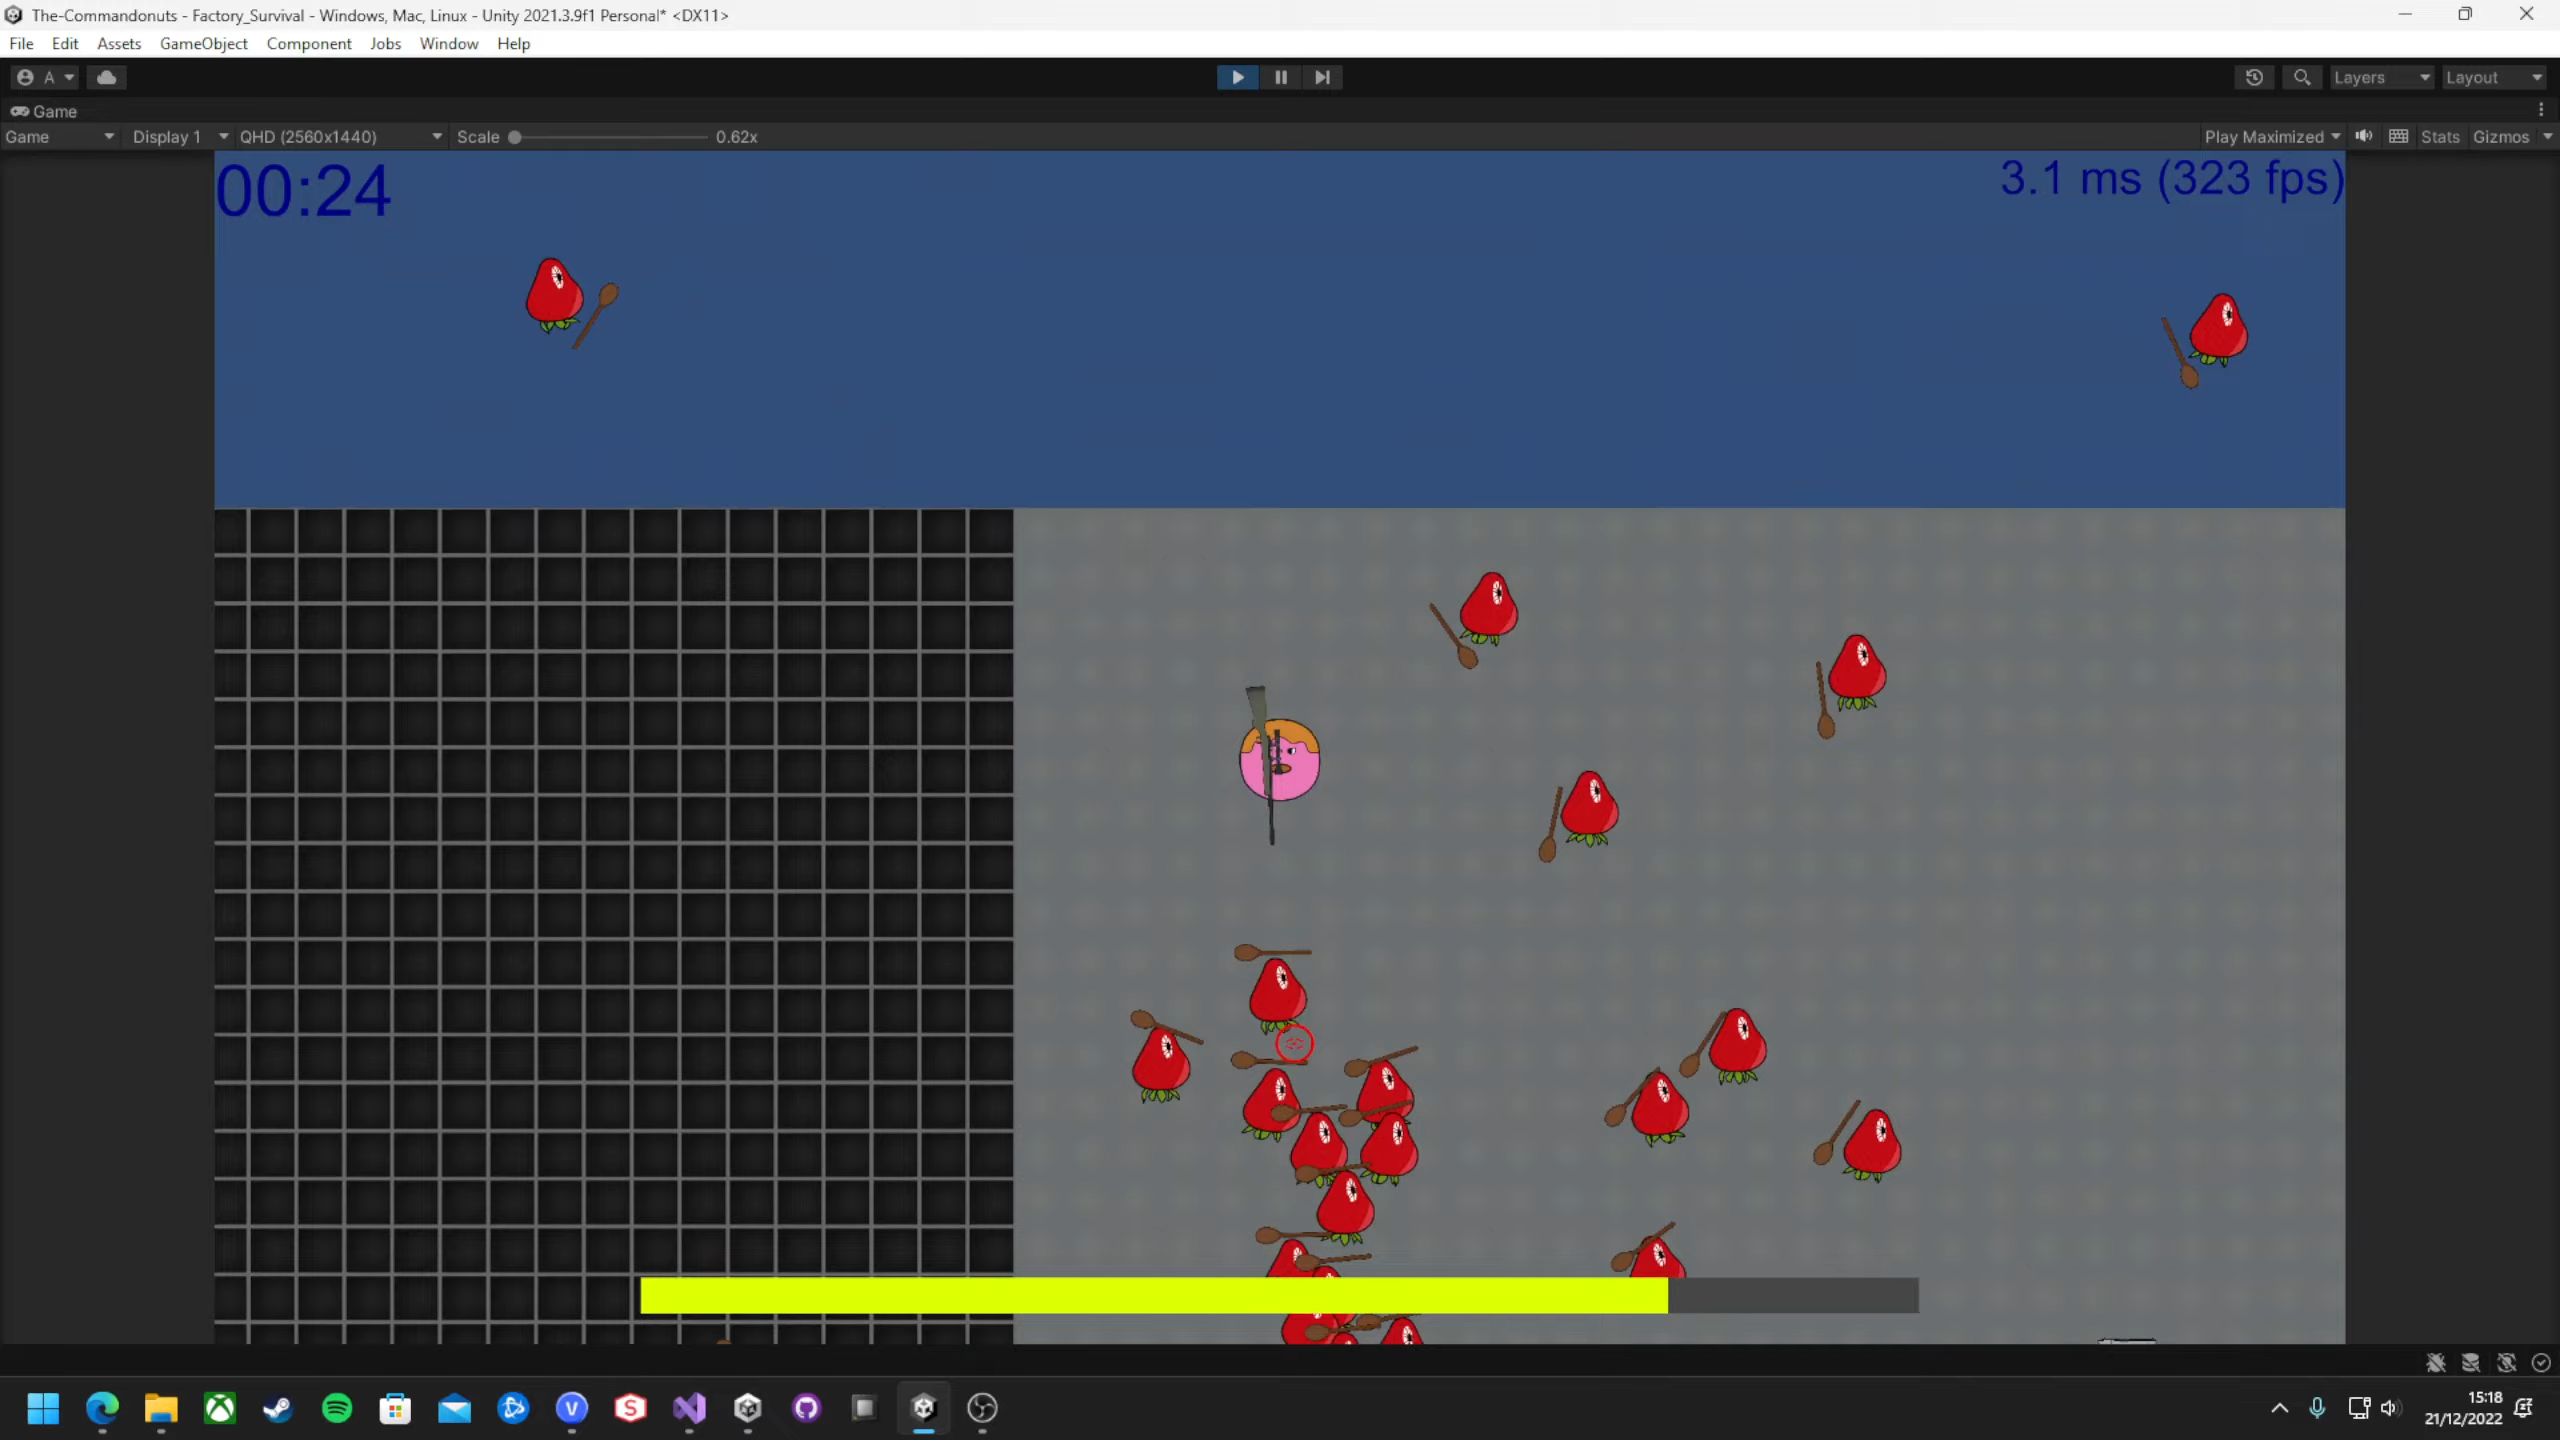 The-Commandonuts - Factory_Survival - Windows, Mac, Linux - Unity 2021.3.9f1 Personal* <DX11>
File Edit Assets GameObject Component Jobs Window Help
A Layers Layout
Game
Game Display 1 QHD (2560x1440) Scale 0.62x Play Maximized Stats Gizmos
00:24 3.1 ms (323 fps)
15:18
21/12/2022